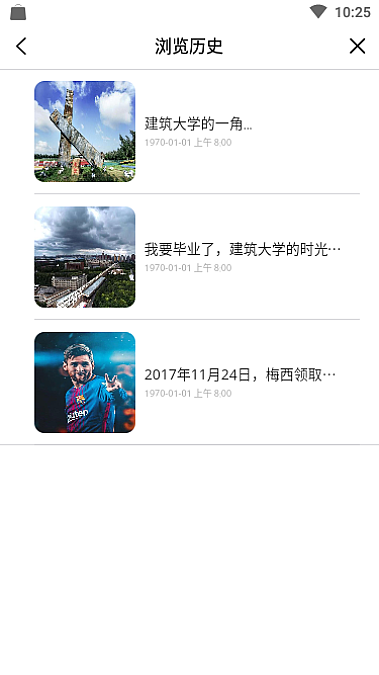 10:25
浏览历史
建筑大学的一角...
1970-01-01 上午 8:00
我要毕业了，建筑大学的时光…
1970-01-01 上午 8:00
2017年11月24日，梅西领取…
1970-01-01 上午 8:00